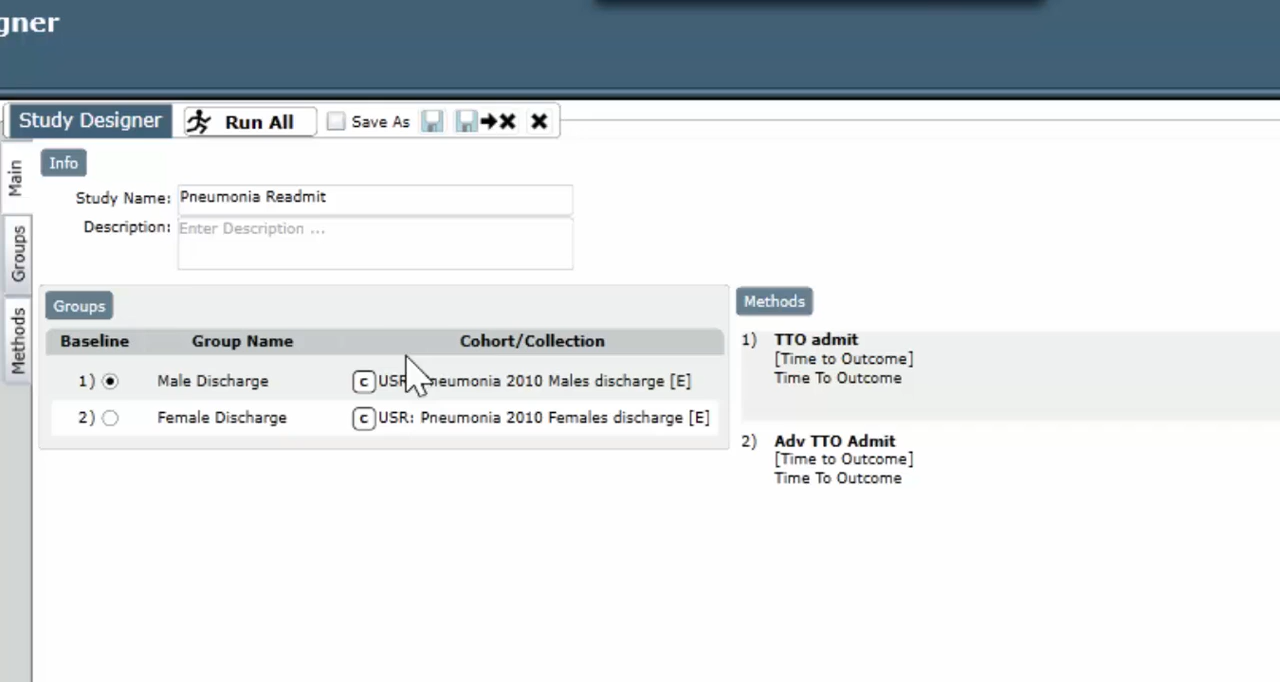 gner
Study Designer Run All Save As
Main
Groups
Methods
Info
Study Name: Pneumonia Readmit
Description: Enter Description ...
Groups
Baseline Group Name Cohort/Collection
1) Male Discharge c USR: Pneumonia 2010 Males discharge [E]
2) Female Discharge c USR: Pneumonia 2010 Females discharge [E]
Methods
1) TTO admit
[Time to Outcome]
Time To Outcome
2) Adv TTO Admit
[Time to Outcome]
Time To Outcome